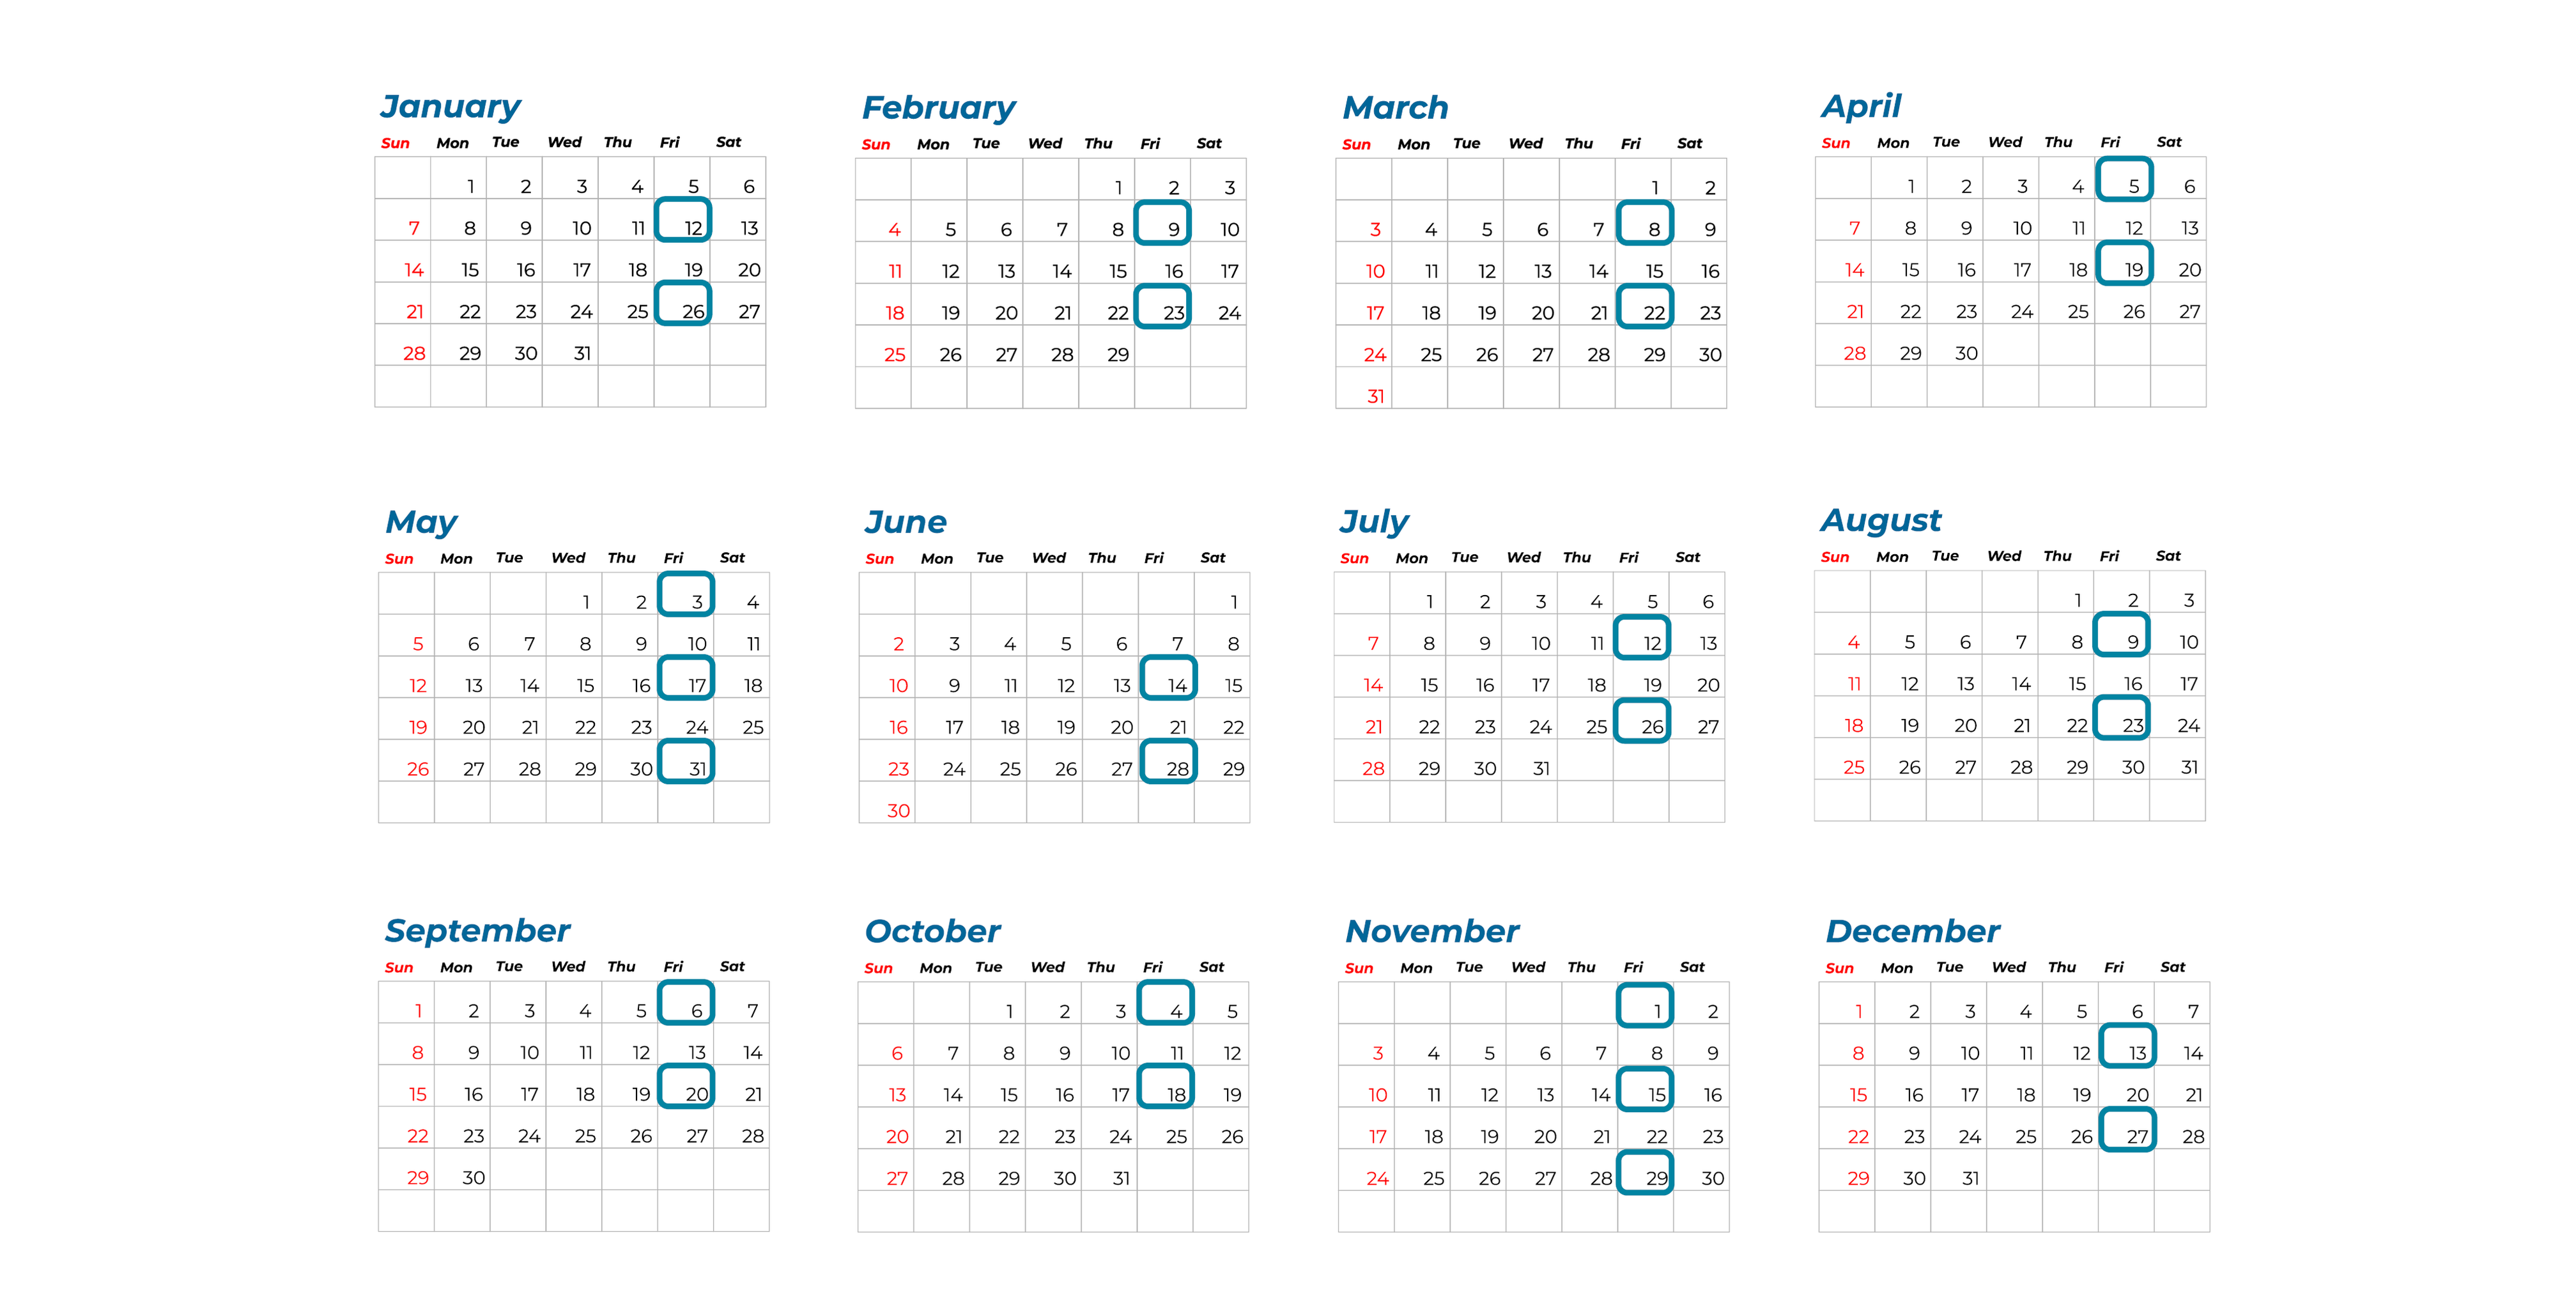 January
Sun Mon Tue Wed Thu Fri Sat
1 2 3 4 5 6
7 8 9 10 11 12 13
14 15 16 17 18 19 20
21 22 23 24 25 26 27
28 29 30 31
February
Sun Mon Tue Wed Thu Fri Sat
1 2 3
4 5 6 7 8 9 10
11 12 13 14 15 16 17
18 19 20 21 22 23 24
25 26 27 28 29
March
Sun Mon Tue Wed Thu Fri Sat
1 2
3 4 5 6 7 8 9
10 11 12 13 14 15 16
17 18 19 20 21 22 23
24 25 26 27 28 29 30
31
April
Sun Mon Tue Wed Thu Fri Sat
1 2 3 4 5 6
7 8 9 10 11 12 13
14 15 16 17 18 19 20
21 22 23 24 25 26 27
28 29 30
May
Sun Mon Tue Wed Thu Fri Sat
1 2 3 4
5 6 7 8 9 10 11
12 13 14 15 16 17 18
19 20 21 22 23 24 25
26 27 28 29 30 31
June
Sun Mon Tue Wed Thu Fri Sat
1
2 3 4 5 6 7 8
10 9 11 12 13 14 15
16 17 18 19 20 21 22
23 24 25 26 27 28 29
30
July
Sun Mon Tue Wed Thu Fri Sat
1 2 3 4 5 6
7 8 9 10 11 12 13
14 15 16 17 18 19 20
21 22 23 24 25 26 27
28 29 30 31
August
Sun Mon Tue Wed Thu Fri Sat
1 2 3
4 5 6 7 8 9 10
11 12 13 14 15 16 17
18 19 20 21 22 23 24
25 26 27 28 29 30 31
September
Sun Mon Tue Wed Thu Fri Sat
1 2 3 4 5 6 7
8 9 10 11 12 13 14
15 16 17 18 19 20 21
22 23 24 25 26 27 28
29 30
October
Sun Mon Tue Wed Thu Fri Sat
1 2 3 4 5
6 7 8 9 10 11 12
13 14 15 16 17 18 19
20 21 22 23 24 25 26
27 28 29 30 31
November
Sun Mon Tue Wed Thu Fri Sat
1 2
3 4 5 6 7 8 9
10 11 12 13 14 15 16
17 18 19 20 21 22 23
24 25 26 27 28 29 30
December
Sun Mon Tue Wed Thu Fri Sat
1 2 3 4 5 6 7
8 9 10 11 12 13 14
15 16 17 18 19 20 21
22 23 24 25 26 27 28
29 30 31